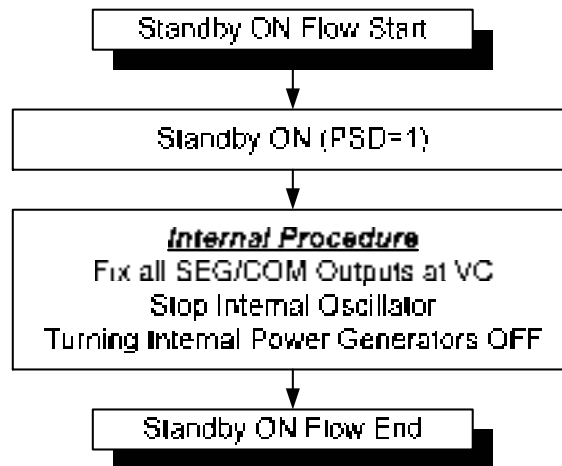 Standby ON Flow Start
Standby ON (PSD=1)
Internal Procedure
Fix all SEG/COM Outputs at VC
Stop Internal Oscillator
Turning Internal Power Generators OFF
Standby ON Flow End